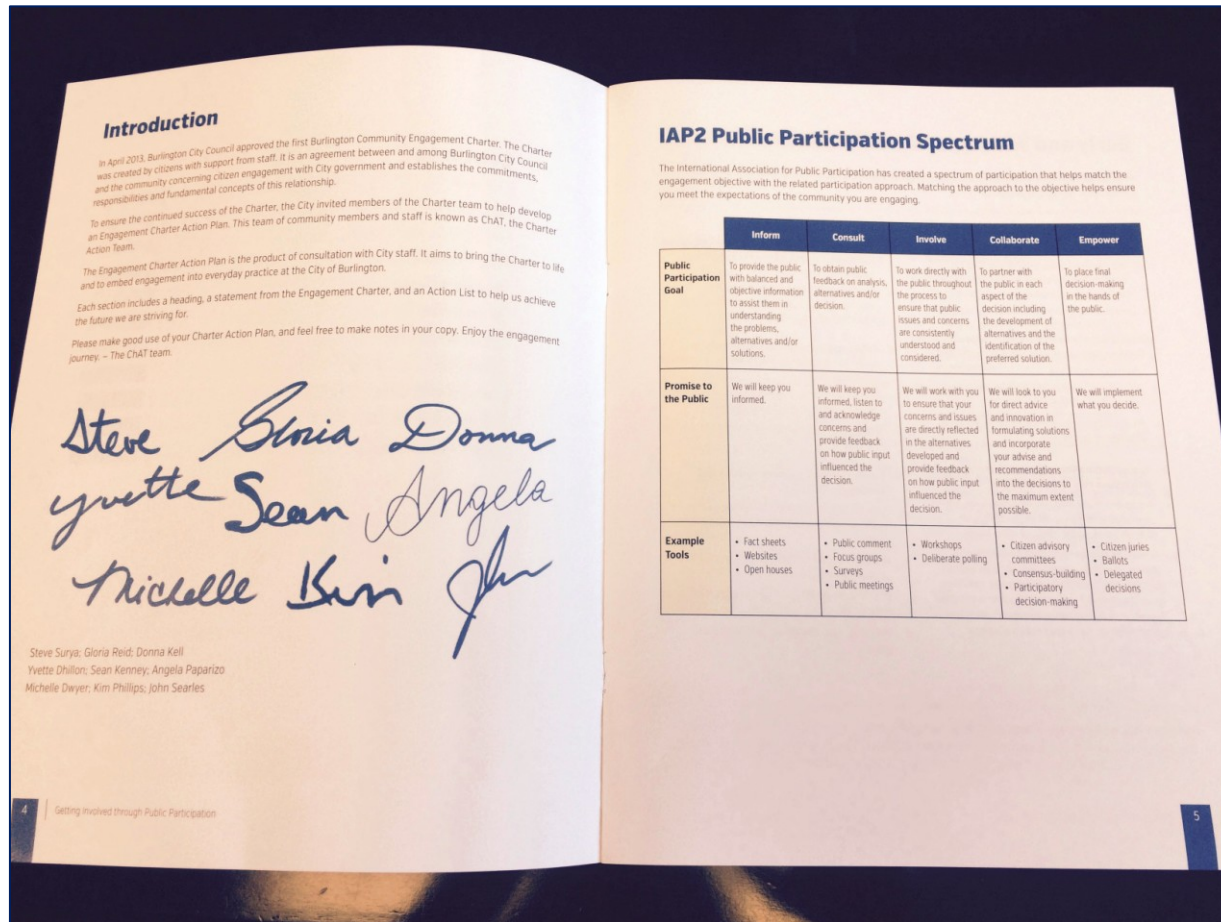 Introduction
In April 2013, Burlington City Council approved the first Burlington Community Engagement Charter. The Charter
was created by citizens with support from staff. It is an agreement between and among Burlington City Council
and the community concerning citizen engagement with City government and establishes the commitments,
responsibilities and fundamental concepts of this relationship.
To ensure the continued success of the Charter, the City invited members of the Charter team to help develop
an Engagement Charter Action Plan. This team of community members and staff is known as ChAT, the Charter
Action Team.
The Engagement Charter Action Plan is the product of consultation with City staff. It aims to bring the Charter to life
and to embed engagement into everyday practice at the City of Burlington.
Each section includes a heading, a statement from the Engagement Charter, and an Action List to help us achieve
the future we are striving for.
Please make good use of your Charter Action Plan, and feel free to make notes in your copy. Enjoy the engagement
journey. – The ChAT team.
Steve Gloria Donna
Yvette Sean Angela
Michelle Kim John
Steve Surya; Gloria Reid; Donna Kell
Yvette Dhillon; Sean Kenney; Angela Paparizo
Michelle Dwyer; Kim Phillips; John Searles
4 Getting Involved through Public Participation
IAP2 Public Participation Spectrum
The International Association for Public Participation has created a spectrum of participation that helps match the
engagement objective with the related participation approach. Matching the approach to the objective helps ensure
you meet the expectations of the community you are engaging.
Inform
Consult
Involve
Collaborate
Empower
Public
Participation
Goal
To provide the public
with balanced and
objective information
to assist them in
understanding
the problems,
alternatives and/or
solutions.
To obtain public
feedback on analysis,
alternatives and/or
decision.
To work directly with
the public throughout
the process to
ensure that public
issues and concerns
are consistently
understood and
considered.
To partner with
the public in each
aspect of the
decision including
the development of
alternatives and the
identification of the
preferred solution.
To place final
decision-making
in the hands of
the public.
Promise to
the Public
We will keep you
informed.
We will keep you
informed, listen to
and acknowledge
concerns and
provide feedback
on how public input
influenced the
decision.
We will work with you
to ensure that your
concerns and issues
are directly reflected
in the alternatives
developed and
provide feedback
on how public input
influenced the
decision.
We will look to you
for direct advice
and innovation in
formulating solutions
and incorporate
your advise and
recommendations
into the decisions to
the maximum extent
possible.
We will implement
what you decide.
Example
Tools
• Fact sheets
• Websites
• Open houses
• Public comment
• Focus groups
• Surveys
• Public meetings
• Workshops
• Deliberate polling
• Citizen advisory
committees
• Consensus-building
• Participatory
decision-making
• Citizen juries
• Ballots
• Delegated
decisions
5